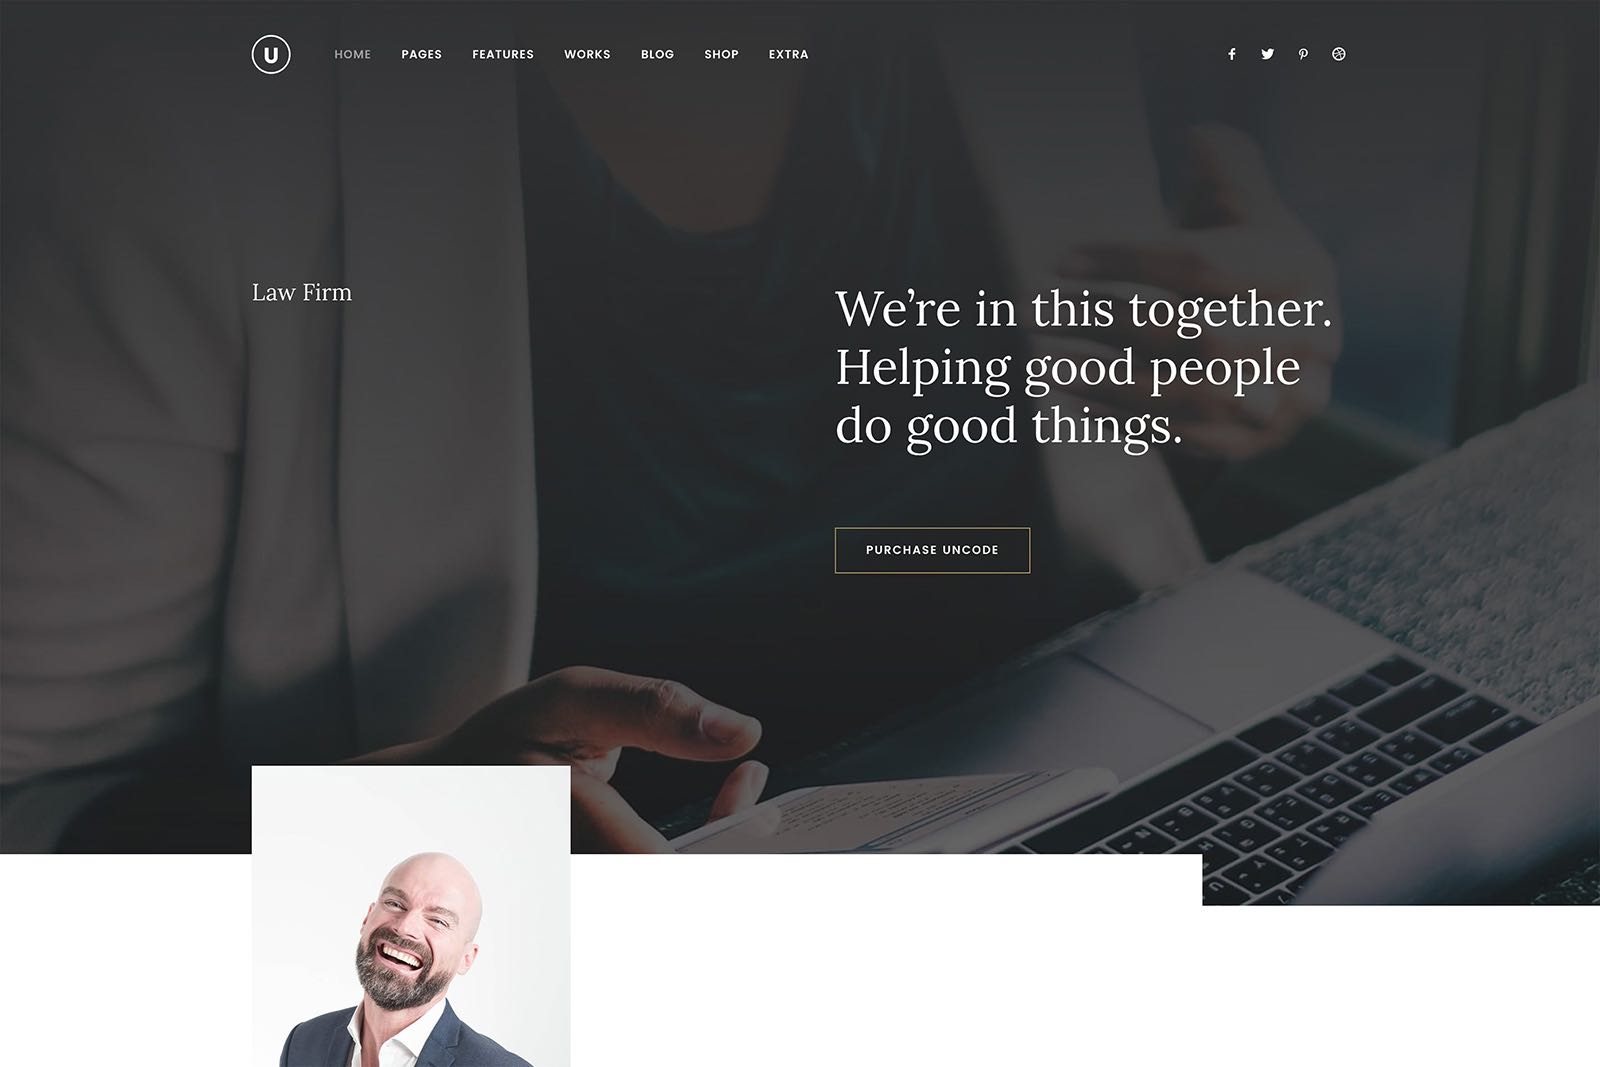 U
HOME PAGES FEATURES WORKS BLOG SHOP EXTRA
Law Firm
We’re in this together.
Helping good people
do good things.
PURCHASE UNCODE